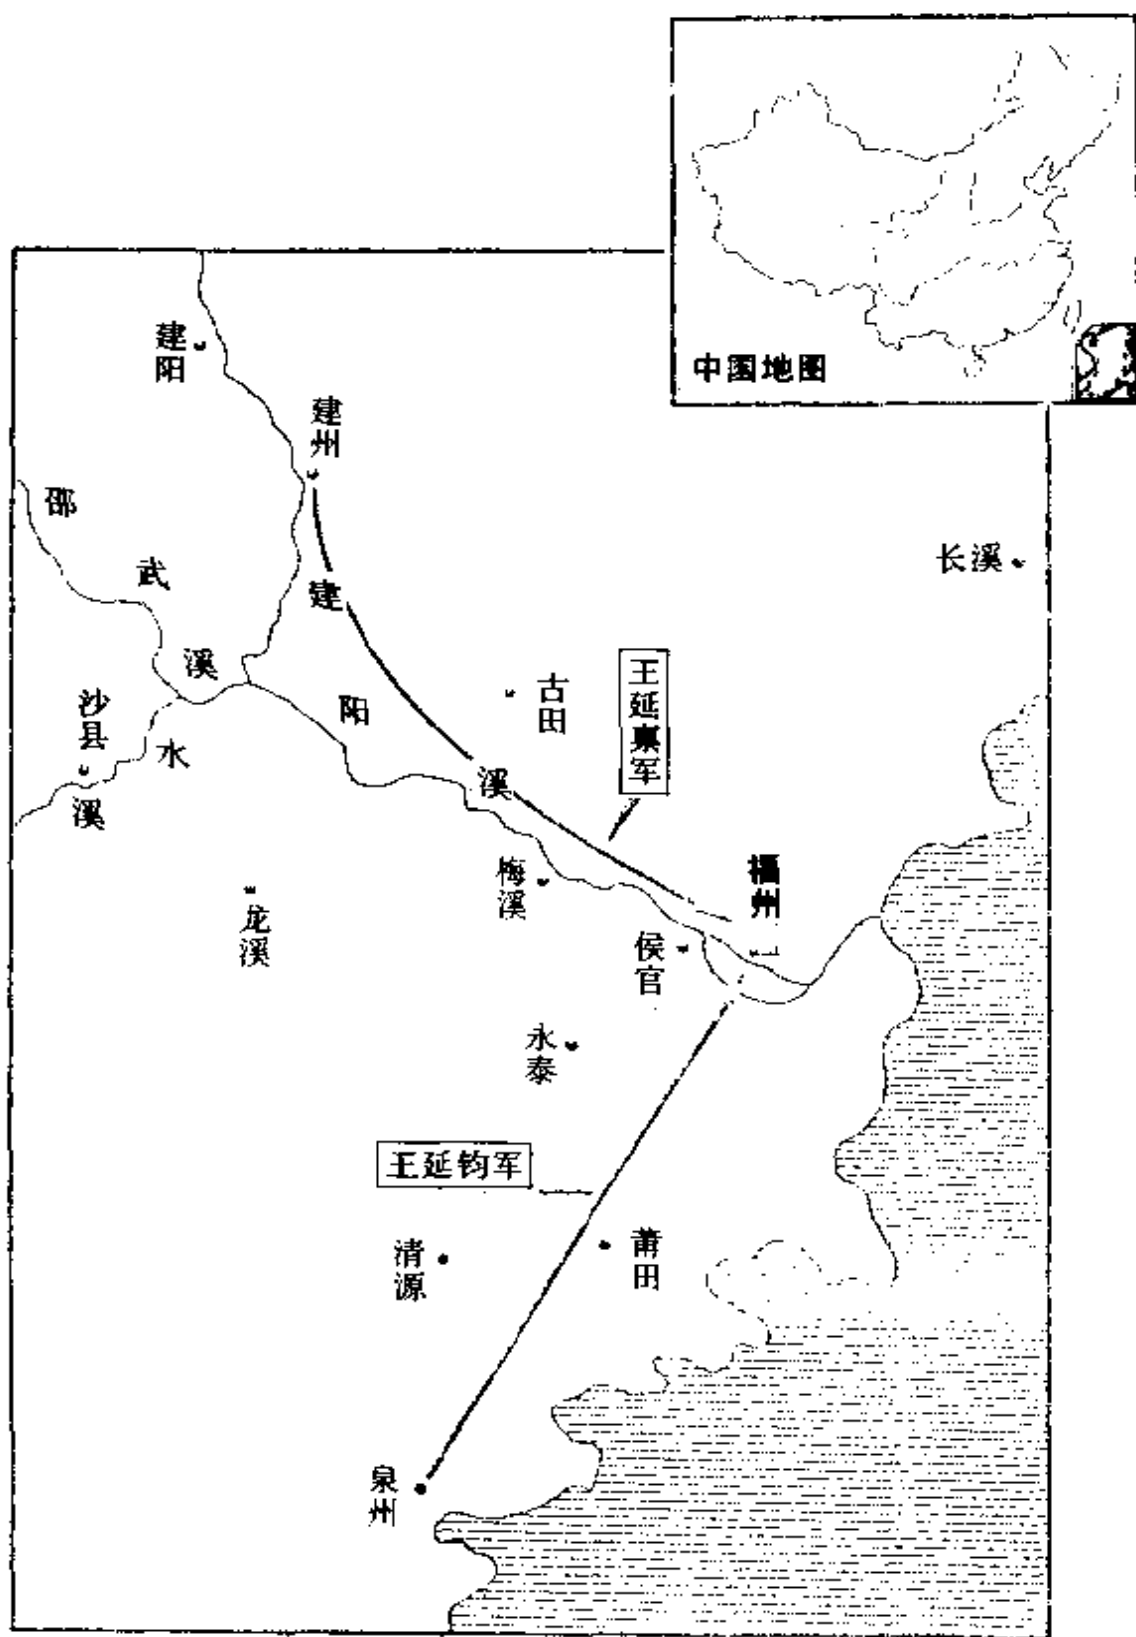 中国地图
建阳
建州
邵武溪
长溪
建阳溪
古田
王延禀军
沙县
沙溪水
福州
梅溪
龙溪
侯官
永泰
王延钧军
清源
莆田
泉州